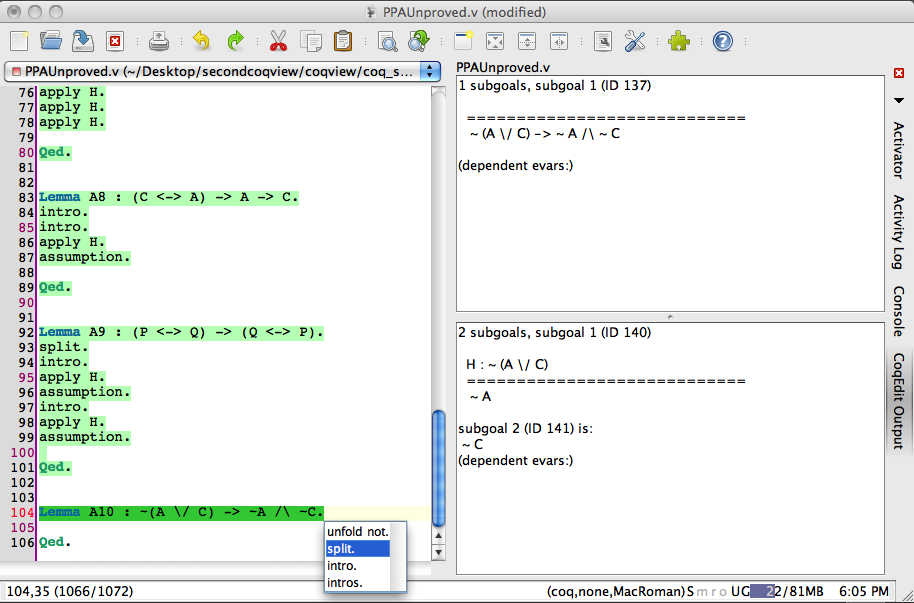 PPAUnproved.v (modified)
PPAUnproved.v (~/Desktop/secondcoqview/coqview/coq_s...
76 apply H.
77 apply H.
78 apply H.
79
80 Qed.
81
82
83 Lemma A8 : (C <-> A) -> A -> C.
84 intro.
85 intro.
86 apply H.
87 assumption.
88
89 Qed.
90
91
92 Lemma A9 : (P <-> Q) -> (Q <-> P).
93 split.
94 intro.
95 apply H.
96 assumption.
97 intro.
98 apply H.
99 assumption.
100
101 Qed.
102
103
104 Lemma A10 : ~(A \/ C) -> ~A /\ ~C.
105
106 Qed.
unfold not.
split.
intro.
intros.
PPAUnproved.v
1 subgoals, subgoal 1 (ID 137)
============================
~ (A \/ C) -> ~ A /\ ~ C
(dependent evars:)
2 subgoals, subgoal 1 (ID 140)
H : ~ (A \/ C)
============================
~ A
subgoal 2 (ID 141) is:
~ C
(dependent evars:)
Activator
Activity Log
Console
CoqEdit Output
104,35 (1066/1072)
(coq,none,MacRoman) S m r o UG 22/81MB 6:05 PM